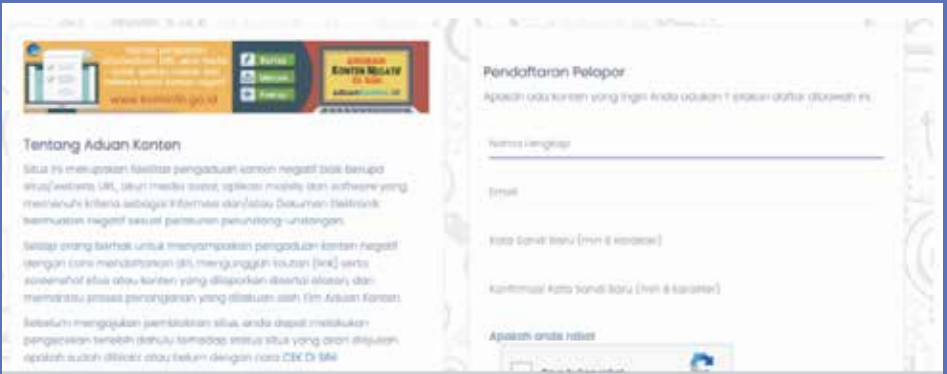 www.kominfo.go.id
KONTEN NEGATIF
Tentang Aduan Konten
Situs ini merupakan fasilitas pengaduan konten negatif baik berupa
situs/website, URL, akun media sosial, aplikasi mobile, dan software yang
memenuhi kriteria sebagai Informasi dan/atau Dokumen Elektronik
bermuatan negatif sesuai peraturan perundang-undangan.
Setiap orang berhak untuk menyampaikan pengaduan konten negatif
dengan cara mendaftarkan diri, mengunggah tautan (link) serta
screenshot situs atau konten yang dilaporkan disertai alasan, dan
memantau proses penanganan yang dilakukan oleh Tim Aduan Konten.
Sebelum mengajukan pemblokiran situs, anda dapat melakukan
pengecekan terlebih dahulu terhadap status situs yang akan diajukan
apakah sudah diblokir atau belum dengan cara CEK DI SINI
Pendaftaran Pelapor
Apakah ada konten yang ingin Anda adukan ? silakan daftar dibawah ini.
Nama Lengkap
Email
Kata Sandi Baru (min 8 karakter)
Konfirmasi Kata Sandi Baru (min 8 karakter)
Apakah anda robot